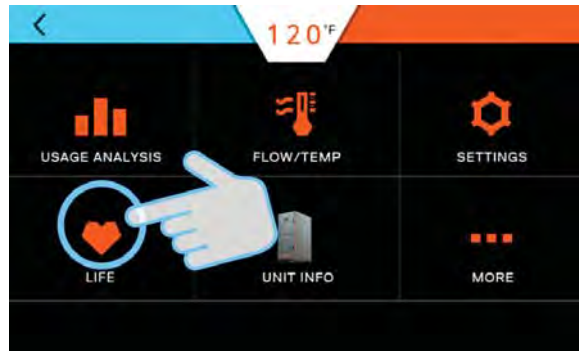 120°F
USAGE ANALYSIS
FLOW/TEMP
SETTINGS
LIFE
UNIT INFO
MORE